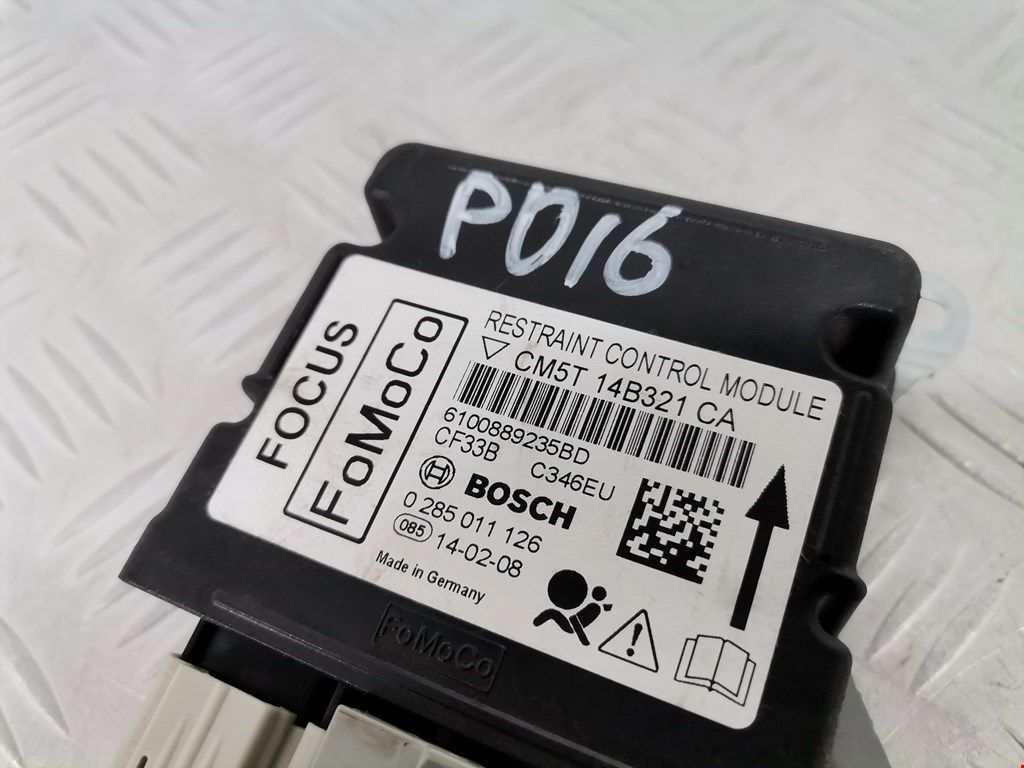 PD16
RESTRAINT CONTROL MODULE
CM5T 14B321 CA
6100889235BD
CF33B C346EU
BOSCH
0 285 011 126
085 14-02-08
Made in Germany
FOCUS
FoMoCo
FoMoCo